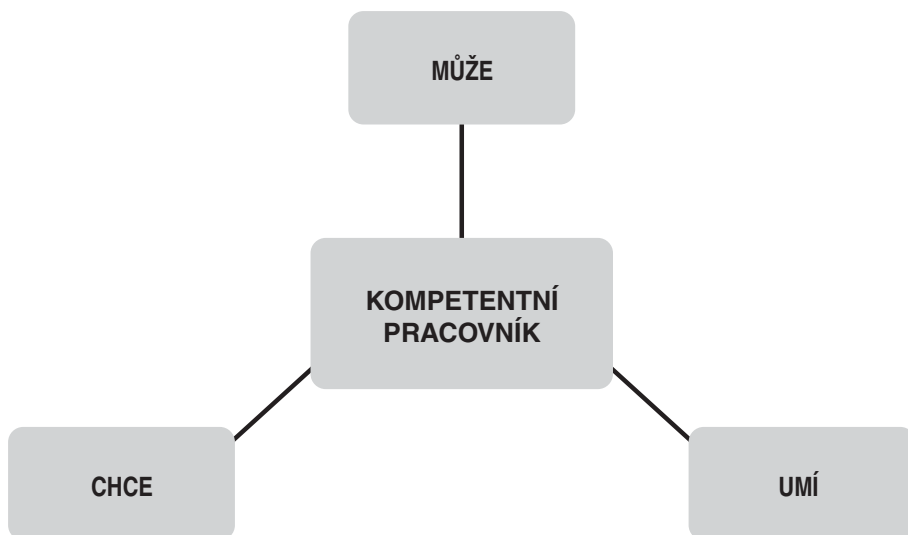 MŮŽE
KOMPETENTNÍ
PRACOVNÍK
CHCE
UMÍ